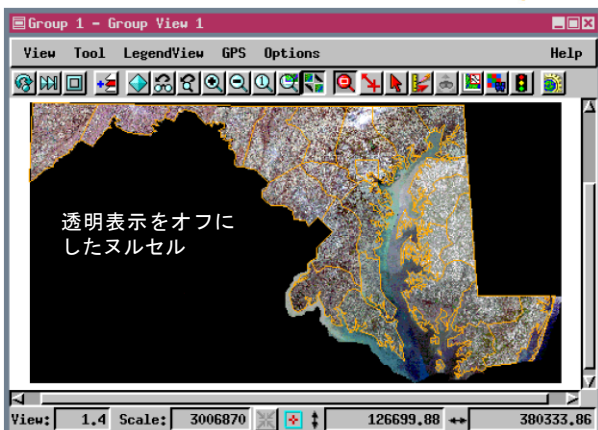 Group 1 - Group View 1
View Tool LegendView GPS Options Help
透明表示をオフに
したヌルセル
View: 1.4 Scale: 3006870 126699.88 380333.86